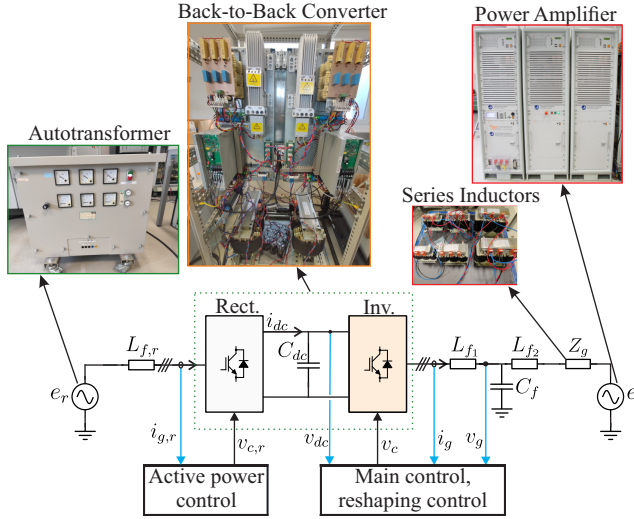 Back-to-Back Converter
Power Amplifier
Autotransformer
Series Inductors
Rect.
i_{dc}
Inv.
L_{f,r}
C_{dc}
L_{f_1}
L_{f_2}
Z_g
e_r
C_f
e
i_{g,r}
v_{c,r}
v_{dc}
v_c
i_g
v_g
Active power
control
Main control,
reshaping control